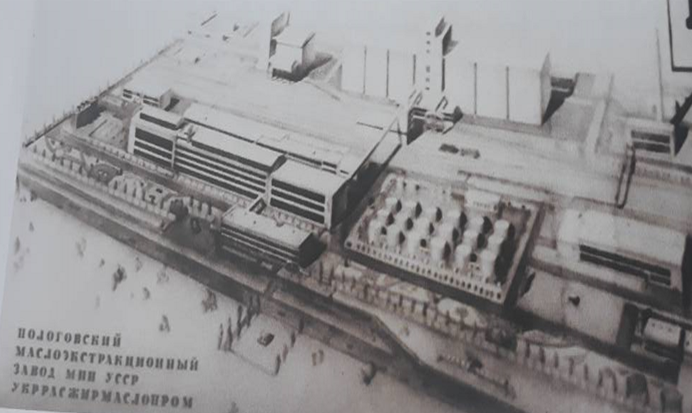 ПОЛОГОВСКИЙ
МАСЛОЭКСТРАКЦИОННЫЙ
ЗАВОД МПП УССР
УКРРАСЖИРМАСЛОПРОМ